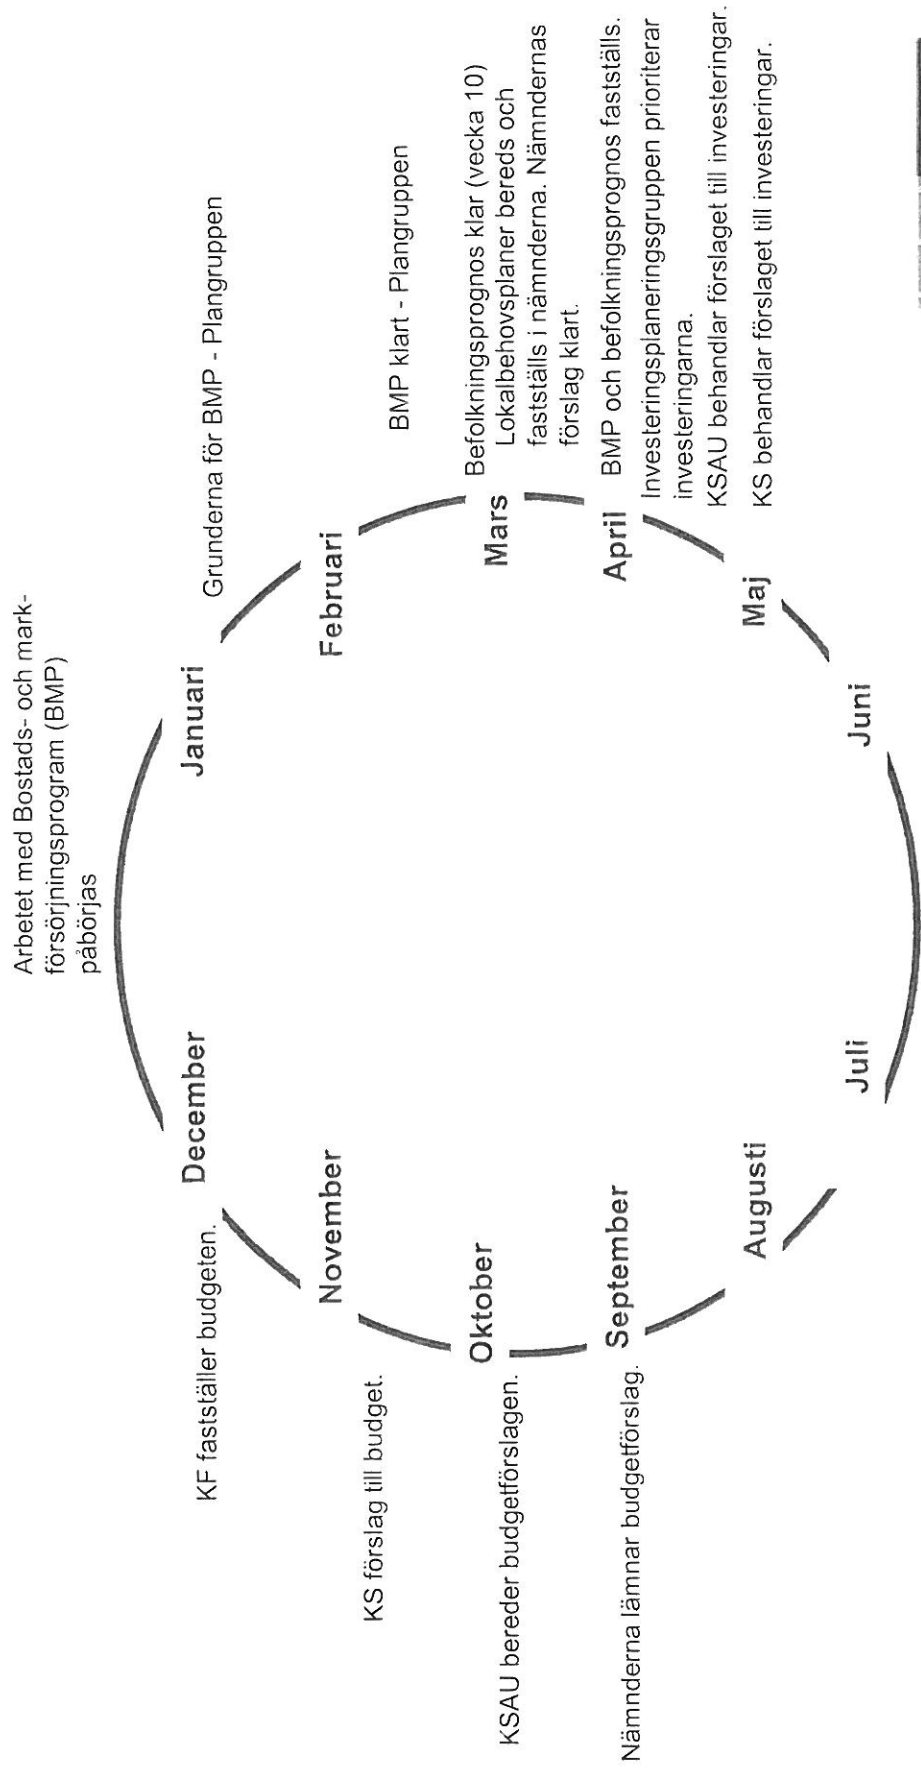 Arbetet med Bostads- och mark-
försörjningsprogram (BMP)
påbörjas
Januari
Grunderna för BMP - Plangruppen
Februari
BMP klart - Plangruppen
Mars
Befolkningsprognos klar (vecka 10)
Lokalbehovsplaner bereds och
fastställs i nämnderna. Nämndernas
förslag klart.
April
BMP och befolkningsprognos fastställs.
Investeringsplaneringsgruppen prioriterar
investeringarna.
KSAU behandlar förslaget till investeringar.
Maj
KS behandlar förslaget till investeringar.
Juni
Juli
Augusti
September
Nämnderna lämnar budgetförslag.
Oktober
KSAU bereder budgetförslagen.
November
KS förslag till budget.
December
KF fastställer budgeten.